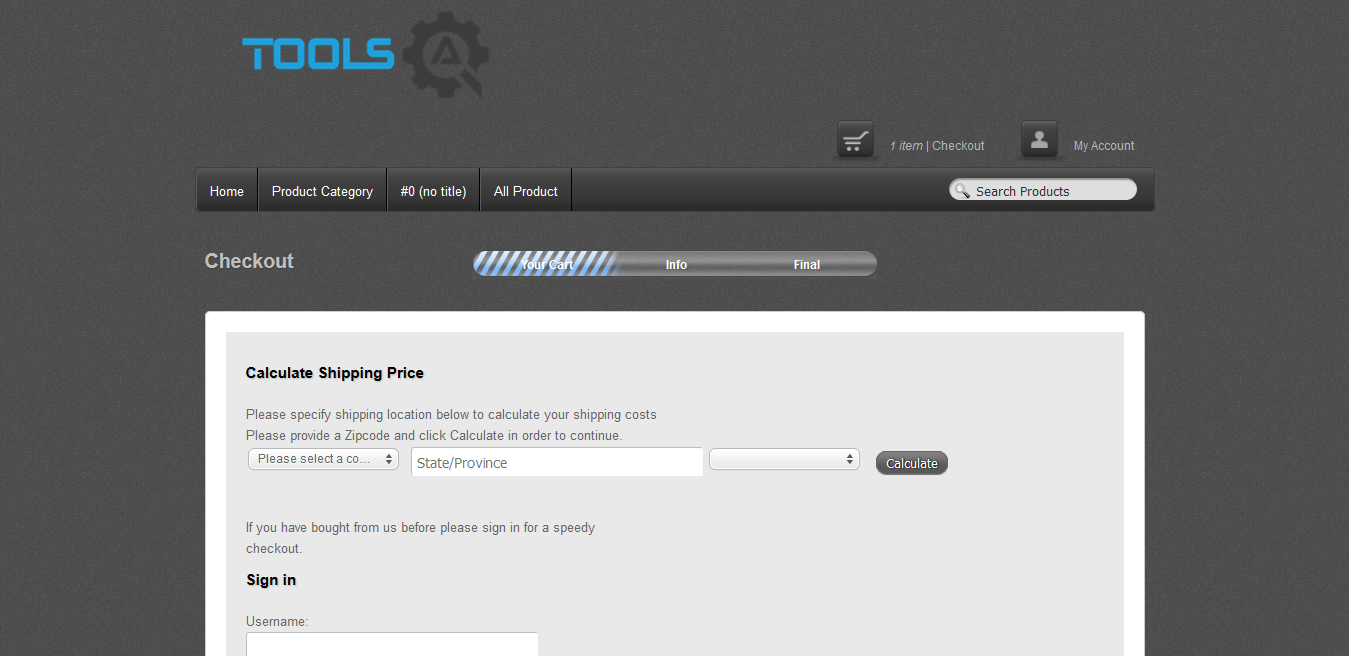 TOOLS
1 item | Checkout
My Account
Home
Product Category
#0 (no title)
All Product
Search Products
Checkout
Your Cart
Info
Final
Calculate Shipping Price
Please specify shipping location below to calculate your shipping costs
Please provide a Zipcode and click Calculate in order to continue.
Please select a co...
State/Province
Calculate
If you have bought from us before please sign in for a speedy
checkout.
Sign in
Username: